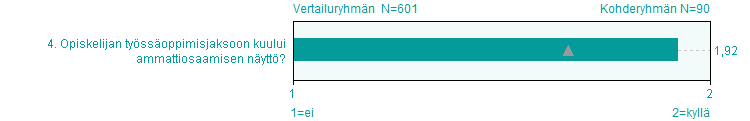 Vertailuryhmän N=601 Kohderyhmän N=90
4. Opiskelijan työssäoppimisjaksoon kuului
ammattiosaamisen näyttö?
1,92
1 2
1=ei 2=kyllä